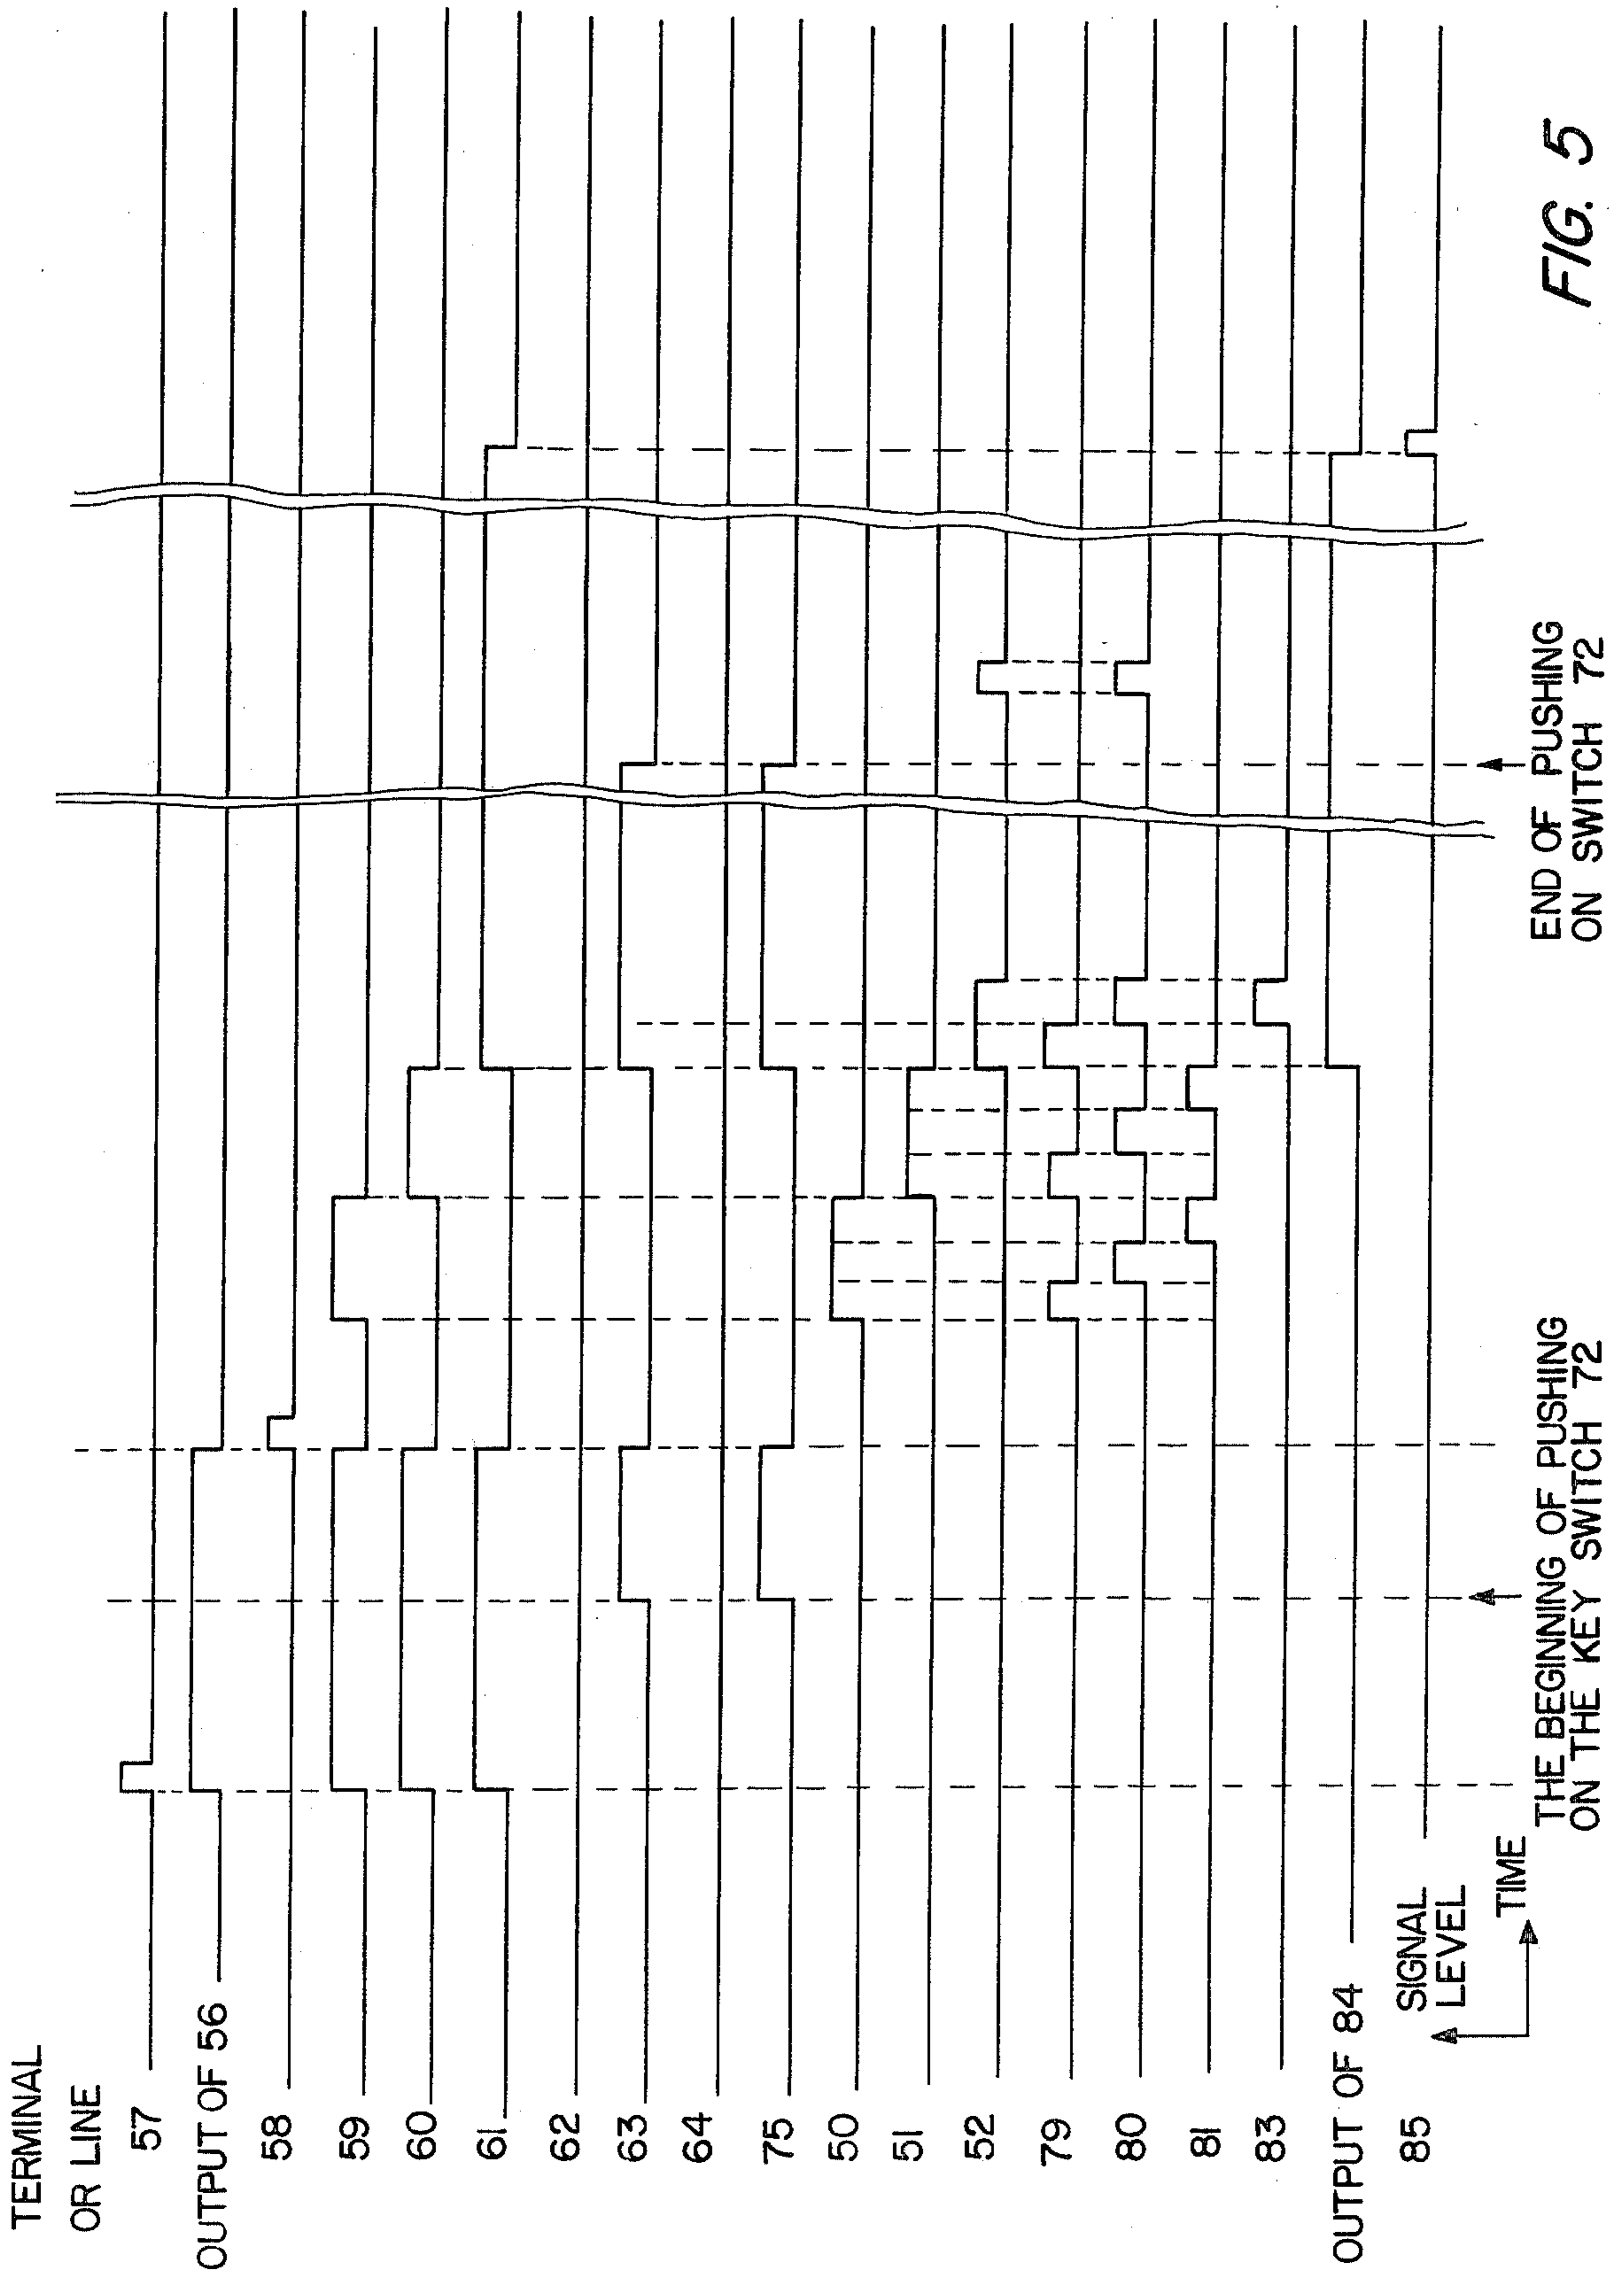 TERMINAL
OR LINE
57
OUTPUT OF 56
58
59
60
61
62
63
64
75
50
51
52
79
80
81
83
OUTPUT OF 84
85
SIGNAL
LEVEL
TIME
THE BEGINNING OF PUSHING
ON THE KEY SWITCH 72
END OF PUSHING
ON SWITCH 72
FIG. 5